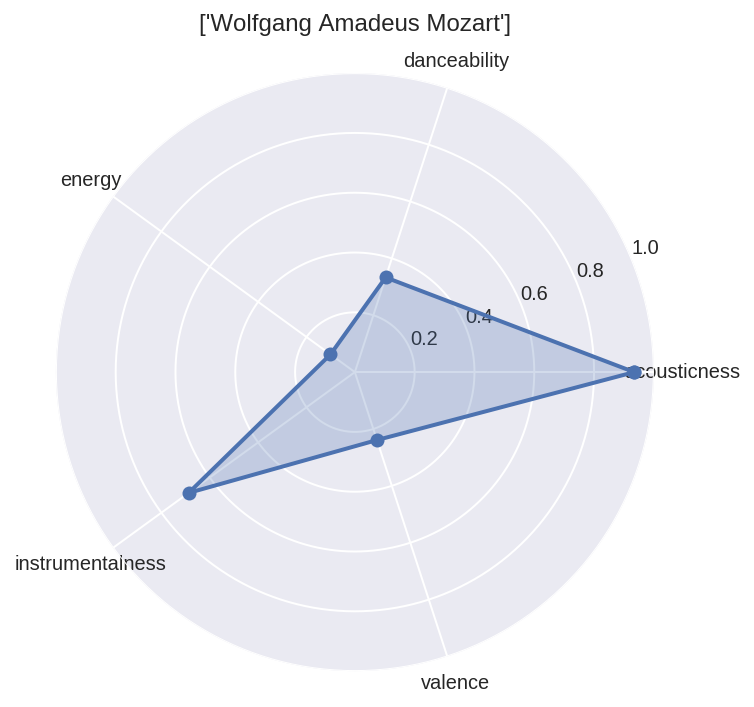 ['Wolfgang Amadeus Mozart']
danceability
energy
1.0
0.8
0.6
0.4
0.2
acousticness
instrumentalness
valence